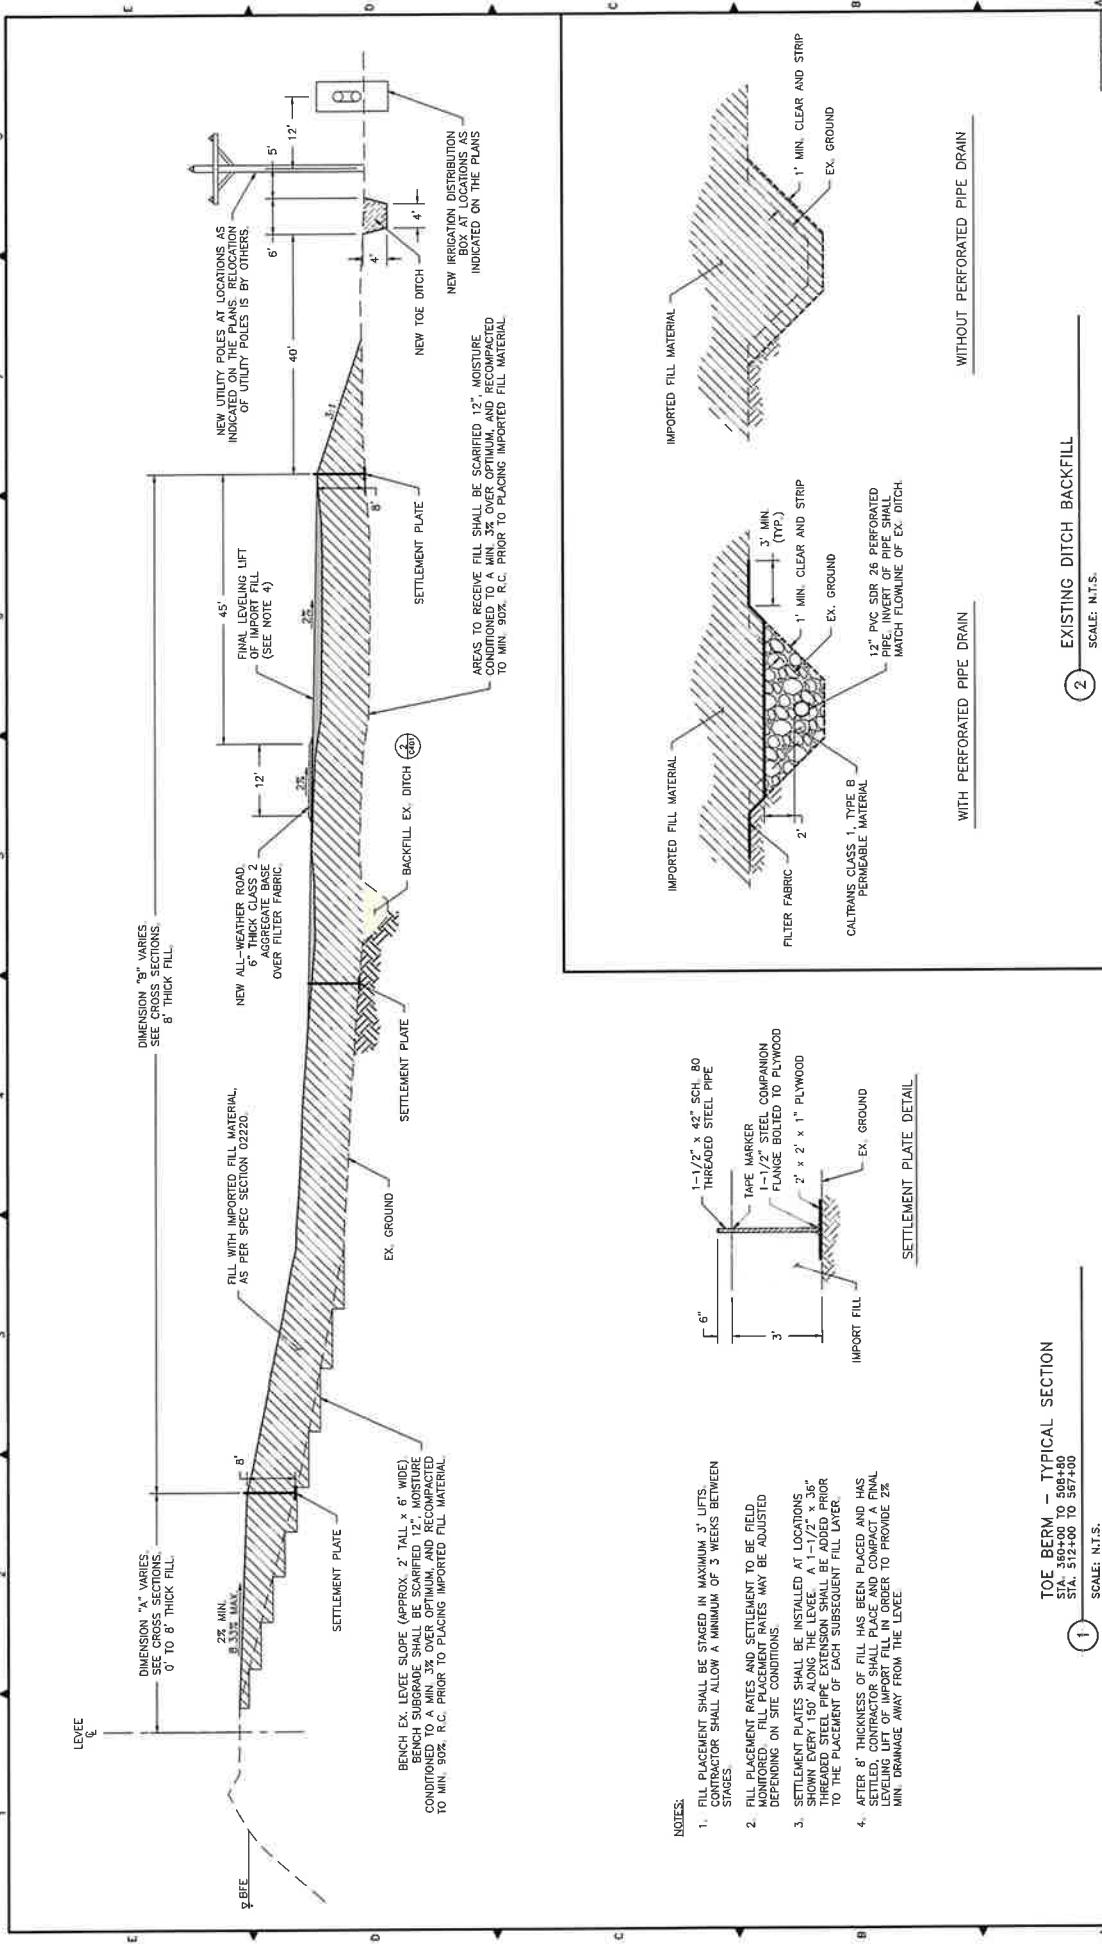 LEVEE
℄
BFE
DIMENSION "A" VARIES.
SEE CROSS SECTIONS.
0' TO 8' THICK FILL.
2% MIN.
8.33% MAX.
8'
SETTLEMENT PLATE
BENCH EX. LEVEE SLOPE (APPROX. 2' TALL x 6' WIDE).
BENCH SUBGRADE SHALL BE SCARIFIED 12", MOISTURE
CONDITIONED TO A MIN. 3% OVER OPTIMUM, AND RECOMPACTED
TO MIN. 90% R.C. PRIOR TO PLACING IMPORTED FILL MATERIAL.
DIMENSION "B" VARIES.
SEE CROSS SECTIONS.
8' THICK FILL.
FILL WITH IMPORTED FILL MATERIAL,
AS PER SPEC SECTION 02220.
EX. GROUND
SETTLEMENT PLATE
NEW ALL-WEATHER ROAD.
6" THICK CLASS 2
AGGREGATE BASE
OVER FILTER FABRIC.
12'
2%
BACKFILL EX. DITCH
2
C401
45'
FINAL LEVELING LIFT
OF IMPORT FILL
(SEE NOTE 4)
2%
8'
SETTLEMENT PLATE
AREAS TO RECEIVE FILL SHALL BE SCARIFIED 12", MOISTURE
CONDITIONED TO A MIN. 3% OVER OPTIMUM, AND RECOMPACTED
TO MIN. 90% R.C. PRIOR TO PLACING IMPORTED FILL MATERIAL.
3:1
40'
NEW UTILITY POLES AT LOCATIONS AS
INDICATED ON THE PLANS. RELOCATION
OF UTILITY POLES IS BY OTHERS.
6'
5'
12'
4'
4'
NEW TOE DITCH
NEW IRRIGATION DISTRIBUTION
BOX AT LOCATIONS AS
INDICATED ON THE PLANS
NOTES:
1. FILL PLACEMENT SHALL BE STAGED IN MAXIMUM 3' LIFTS.
CONTRACTOR SHALL ALLOW A MINIMUM OF 3 WEEKS BETWEEN
STAGES.
2. FILL PLACEMENT RATES AND SETTLEMENT TO BE FIELD
MONITORED. FILL PLACEMENT RATES MAY BE ADJUSTED
DEPENDING ON SITE CONDITIONS.
3. SETTLEMENT PLATES SHALL BE INSTALLED AT LOCATIONS
SHOWN EVERY 150' ALONG THE LEVEE. A 1-1/2" x 36"
THREADED STEEL PIPE EXTENSION SHALL BE ADDED PRIOR
TO THE PLACEMENT OF EACH SUBSEQUENT FILL LAYER.
4. AFTER 8' THICKNESS OF FILL HAS BEEN PLACED AND HAS
SETTLED, CONTRACTOR SHALL PLACE AND COMPACT A FINAL
LEVELING LIFT OF IMPORT FILL IN ORDER TO PROVIDE 2%
MIN. DRAINAGE AWAY FROM THE LEVEE.
6"
3'
IMPORT FILL
1-1/2" x 42" SCH. 80
THREADED STEEL PIPE
TAPE MARKER
1-1/2" STEEL COMPANION
FLANGE BOLTED TO PLYWOOD
2' x 2' x 1" PLYWOOD
EX. GROUND
SETTLEMENT PLATE DETAIL
1
TOE BERM – TYPICAL SECTION
STA. 360+00 TO 508+80
STA. 512+00 TO 567+00
SCALE: N.T.S.
IMPORTED FILL MATERIAL
FILTER FABRIC
2'
CALTRANS CLASS 1, TYPE B
PERMEABLE MATERIAL
3' MIN.
(TYP.)
1' MIN. CLEAR AND STRIP
EX. GROUND
12" PVC SDR 26 PERFORATED
PIPE. INVERT OF PIPE SHALL
MATCH FLOWLINE OF EX. DITCH.
WITH PERFORATED PIPE DRAIN
IMPORTED FILL MATERIAL
1' MIN. CLEAR AND STRIP
EX. GROUND
WITHOUT PERFORATED PIPE DRAIN
2
EXISTING DITCH BACKFILL
SCALE: N.T.S.
E
D
C
B
E
D
C
B